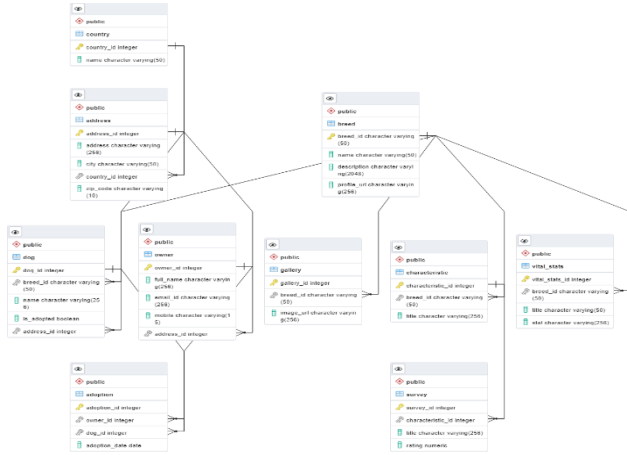 public
country
country_id integer
name character varying(50)
public
address
address_id integer
address character varying
(256)
city character varying(50)
country_id integer
zip_code character varying
(10)
public
breed
breed_id character varying
(50)
name character varying(50)
description character varyi
ng(2048)
profile_url character varyin
g(256)
public
dog
dog_id integer
breed_id character varying
(50)
name character varying(25
6)
is_adopted boolean
address_id integer
public
owner
owner_id integer
full_name character varyin
g(256)
email_id character varying
(256)
mobile character varying(1
5)
address_id integer
public
gallery
gallery_id integer
breed_id character varying
(50)
image_url character varyin
g(256)
public
characteristic
characteristic_id integer
breed_id character varying
(50)
title character varying(256)
public
vital_stats
vital_stats_id integer
breed_id character varying
(50)
title character varying(50)
stat character varying(256)
public
adoption
adoption_id integer
owner_id integer
dog_id integer
adoption_date date
public
survey
survey_id integer
characteristic_id integer
title character varying(256)
rating numeric